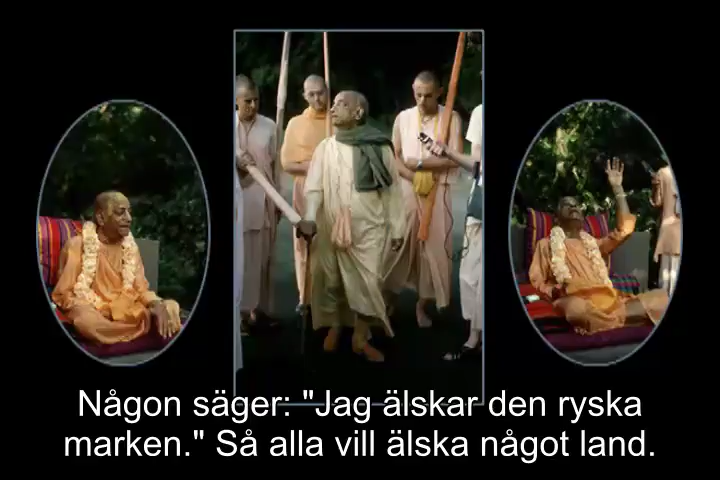 Någon säger: "Jag älskar den ryska
marken." Så alla vill älska något land.